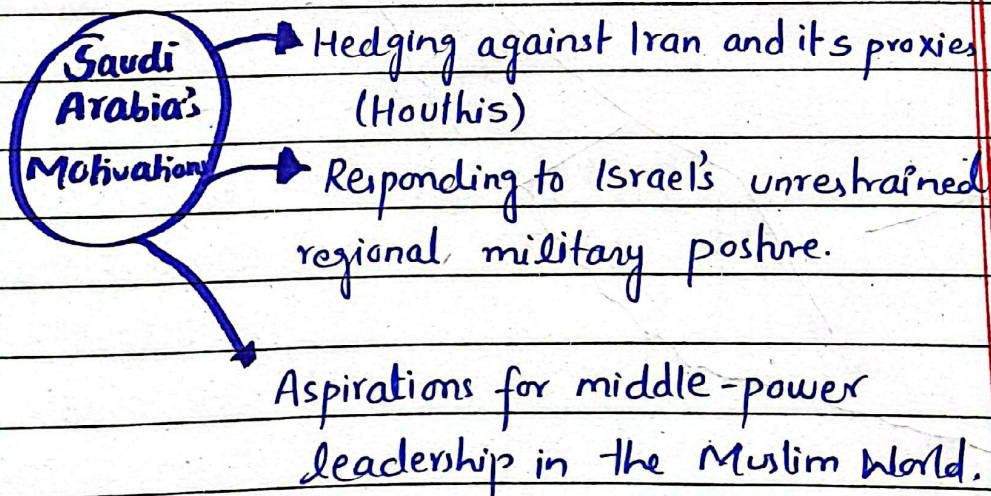 Saudi
Arabia's
Motivations
Hedging against Iran and its proxies
(Houthis)
Responding to Israel's unrestrained
regional military posture.
Aspirations for middle-power
leadership in the Muslim World.